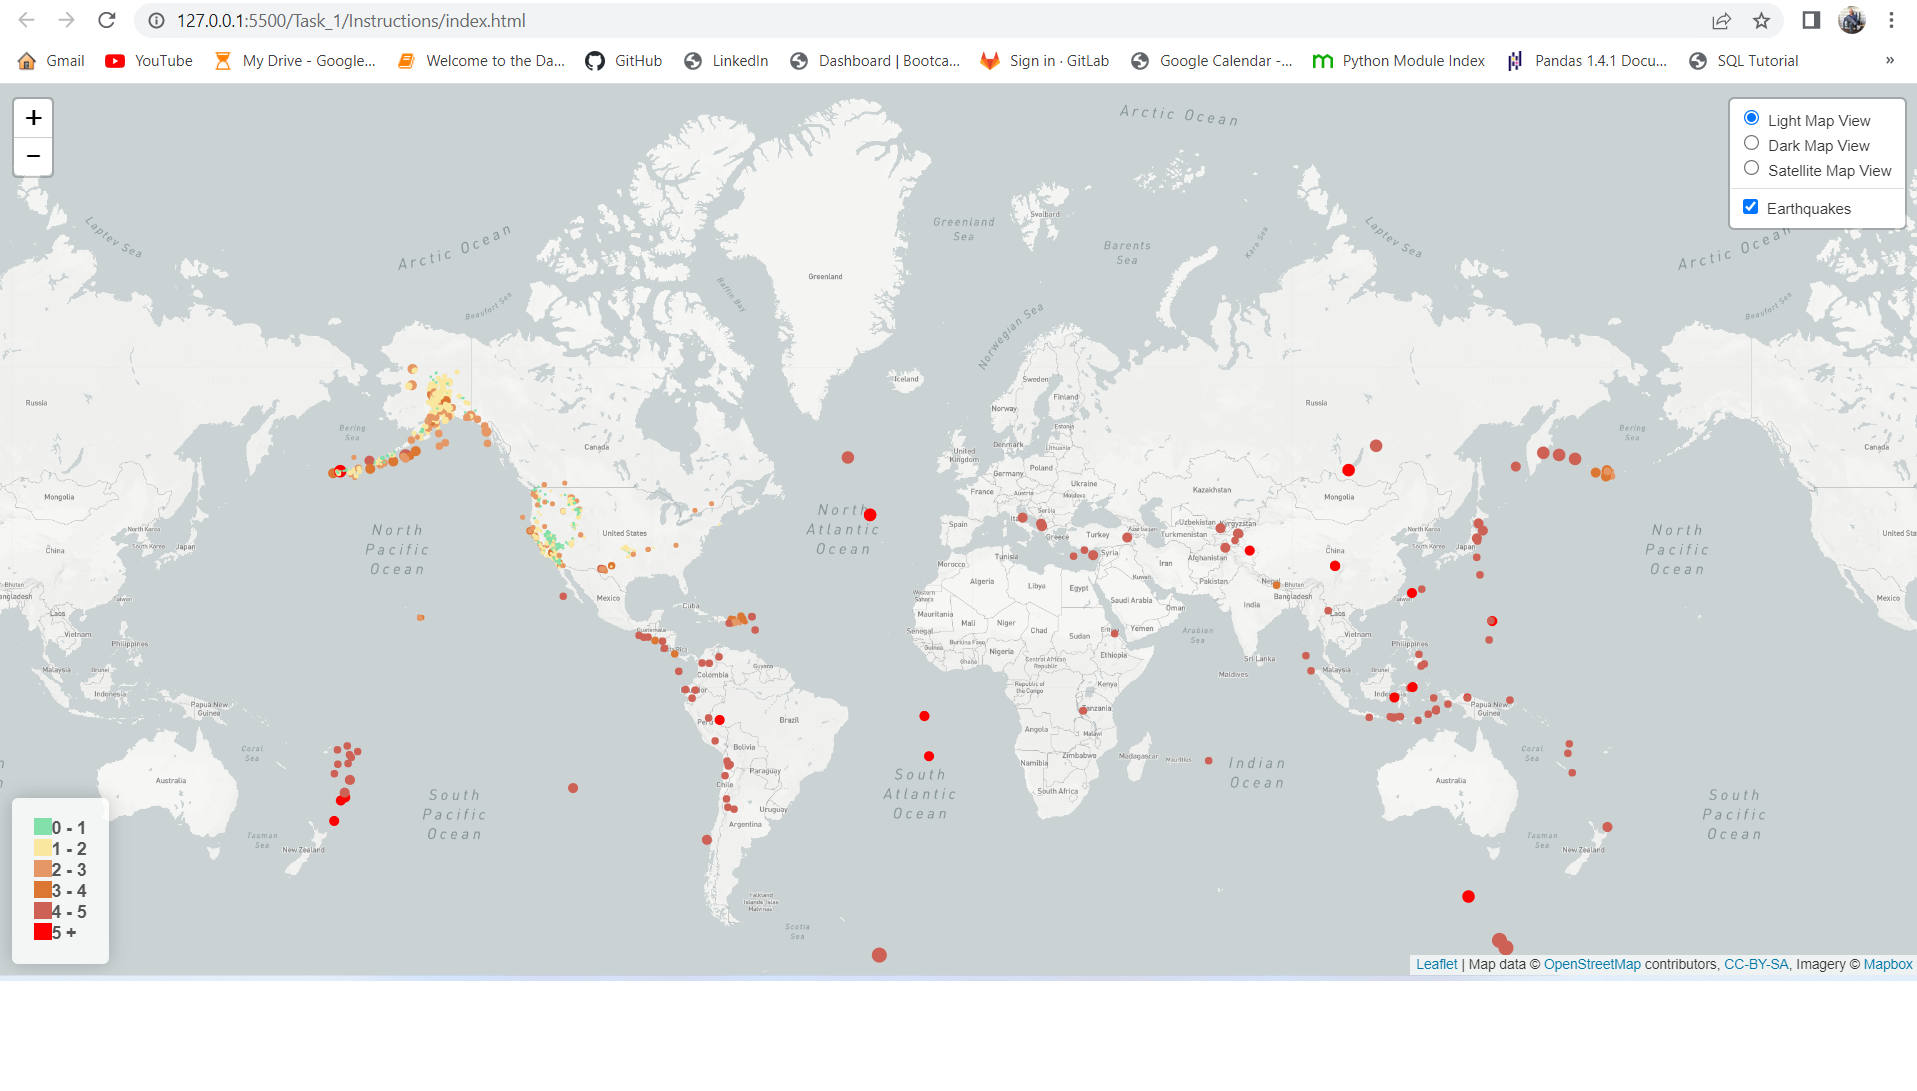 127.0.0.1:5500/Task_1/Instructions/index.html
Gmail YouTube My Drive - Google... Welcome to the Da... GitHub LinkedIn Dashboard | Bootca... Sign in · GitLab Google Calendar -... Python Module Index Pandas 1.4.1 Docu... SQL Tutorial »
+
−
Light Map View
Dark Map View
Satellite Map View
Earthquakes
Arctic Ocean
Laptev Sea
Arctic Ocean
Beaufort Sea
Baffin Bay
Greenland
Greenland
Sea
Svalbard
Barents
Sea
Kara Sea
Laptev Sea
Arctic Ocean
Beaufort Sea
Norwegian Sea
Iceland
Sweden
Finland
Norway
Estonia
Denmark
Lithuania
United
Kingdom
Poland
Germany
Ukraine
France
Austria
Moldova
Serbia
Spain
Greece
Turkey
Azerbaijan
Syria
Tunisia
Morocco
Algeria
Libya
Egypt
Kuwait
Iran
Saudi Arabia
Oman
Yemen
Western
Sahara
Mauritania
Mali
Niger
Chad
Sudan
Senegal
Guinea
Burkina Faso
Ghana
Nigeria
Central African
Republic
Ethiopia
Republic of
the Congo
Kenya
Tanzania
Angola
Malawi
Zimbabwe
Namibia
Madagascar
Mauritius
South Africa
Russia
Kazakhstan
Mongolia
Uzbekistan
Kyrgyzstan
Turkmenistan
Afghanistan
China
Pakistan
Nepal
Bhutan
Bangladesh
India
Laos
Taiwan
Vietnam
Philippines
North Korea
South Korea
Japan
Arabian
Sea
Sri Lanka
Maldives
Malaysia
Brunei
Papua New
Guinea
Indian
Ocean
Australia
Coral
Sea
Tasman
Sea
New Zealand
Bering
Sea
North
Pacific
Ocean
South
Pacific
Ocean
Canada
United Sta
Mexico
Russia
Mongolia
China
North Korea
South Korea
Japan
Bhutan
angladesh
Taiwan
Laos
Vietnam
Philippines
Malaysia
Brunei
Indonesia
Papua New
Guinea
Australia
Coral
Sea
Tasman
Sea
New Zealand
Bering
Sea
North
Pacific
Ocean
South
Pacific
Ocean
Canada
United States
Mexico
Cuba
Guatemala
Guyana
Colombia
Peru
Brazil
Bolivia
Paraguay
Chile
Uruguay
Argentina
Falkland
Islands Islas
Malvinas
Scotia
Sea
North
Atlantic
Ocean
South
Atlantic
Ocean
0 - 1
1 - 2
2 - 3
3 - 4
4 - 5
5 +
Leaflet | Map data © OpenStreetMap contributors, CC-BY-SA, Imagery © Mapbox